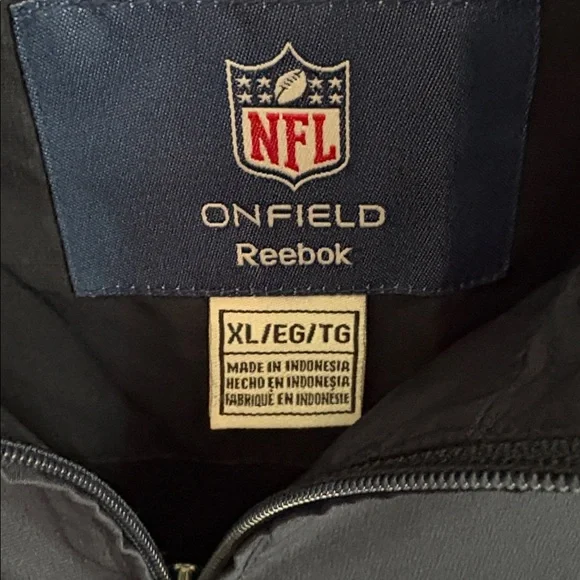 NFL
ONFIELD
Reebok
XL/EG/TG
MADE IN INDONESIA
HECHO EN INDONESIA
FABRIQUÉ EN INDONESIE